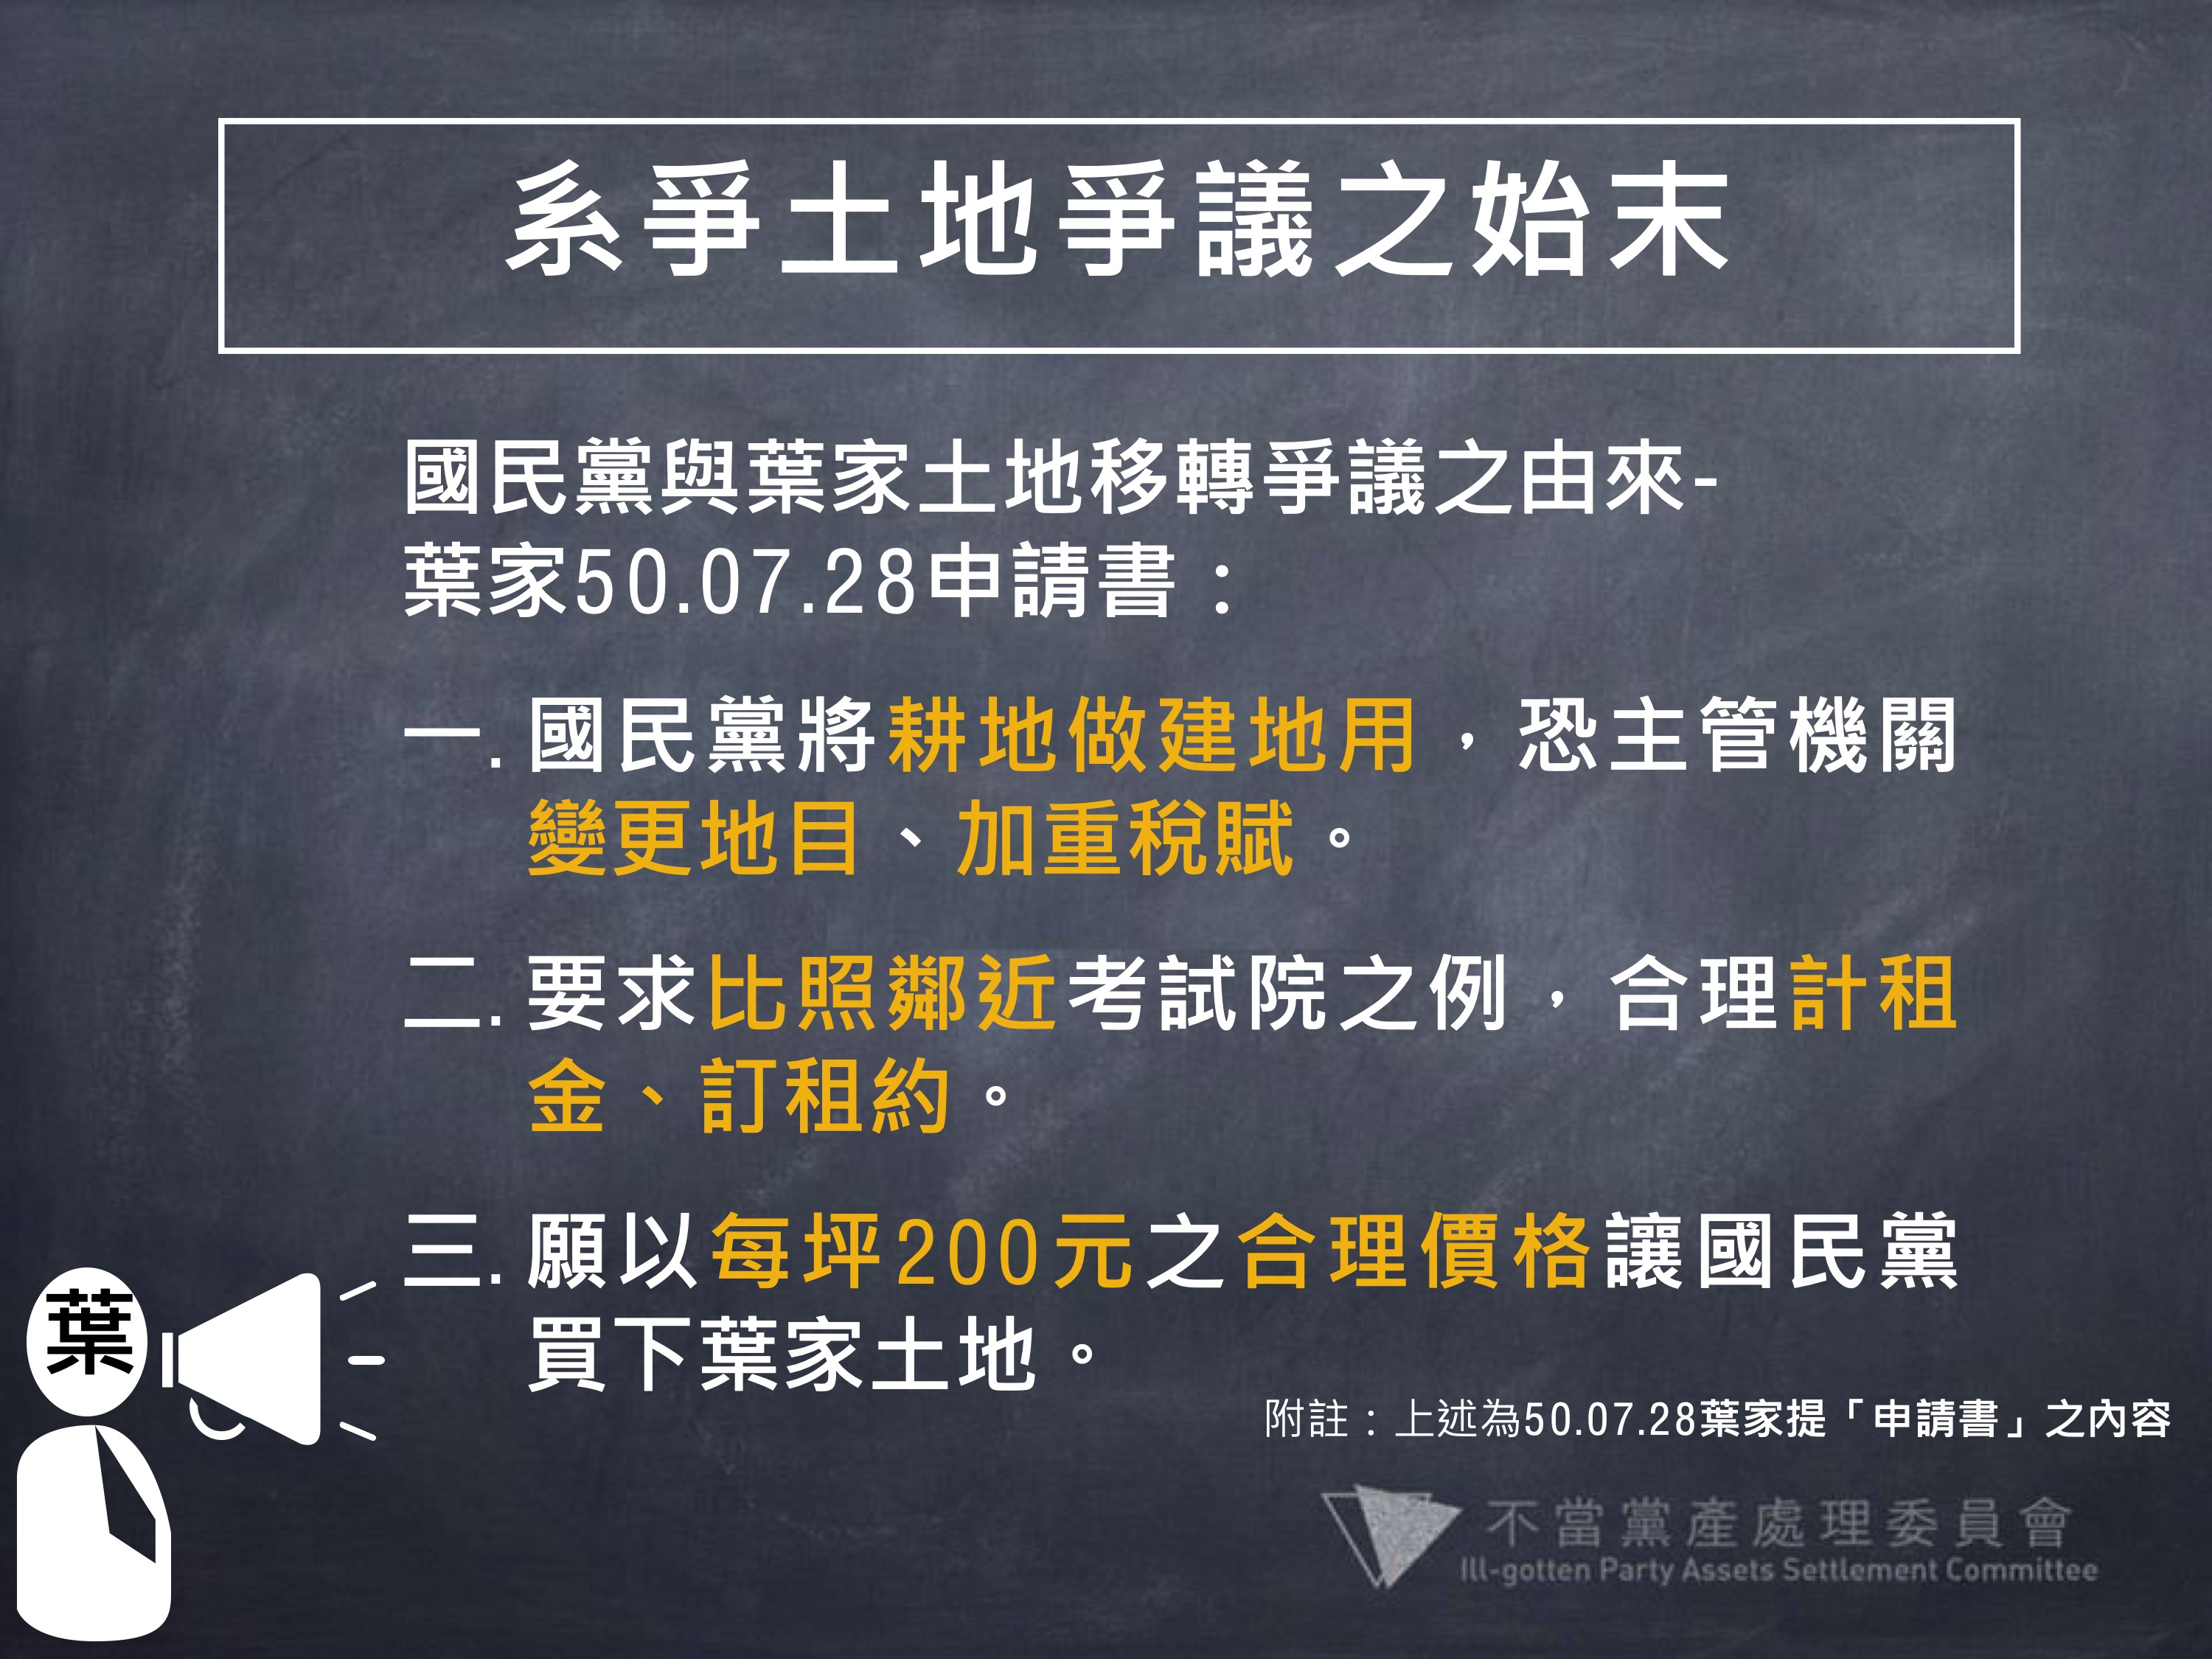 系爭土地爭議之始末
國民黨與葉家土地移轉爭議之由來-
葉家50.07.28申請書：
一. 國民黨將耕地做建地用，恐主管機關
變更地目、加重稅賦。
二. 要求比照鄰近考試院之例，合理計租
金、訂租約。
三. 願以每坪200元之合理價格讓國民黨
買下葉家土地。
葉
附註：上述為50.07.28葉家提「申請書」之內容
不當黨產處理委員會
Ill-gotten Party Assets Settlement Committee